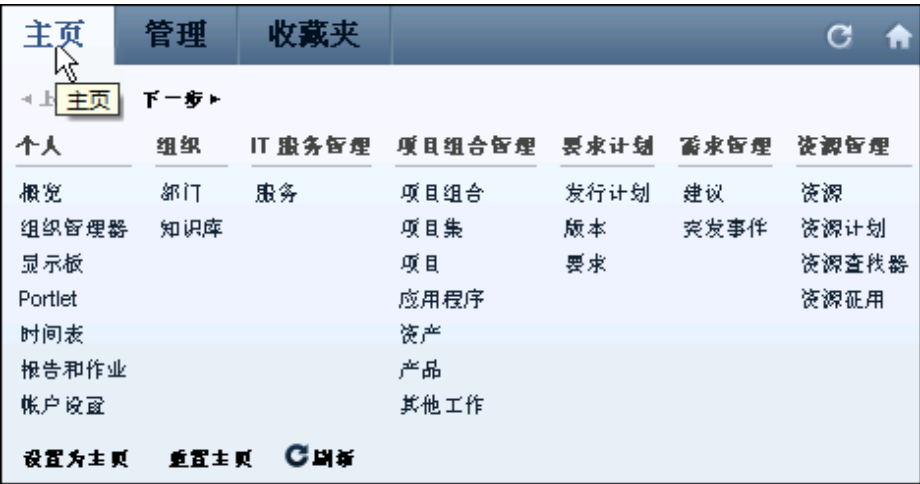 主页 管理 收藏夹
上 主页 下一步
个人 组织 IT 服务管理 项目组合管理 要求计划 需求管理 资源管理
概览 部门 服务 项目组合 发行计划 建议 资源
组织管理器 知识库 项目集 版本 突发事件 资源计划
显示板 项目 要求 资源查找器
Portlet 应用程序 资源征用
时间表 资产
报告和作业 产品
帐户设置 其他工作
设置为主页 重置主页 刷新